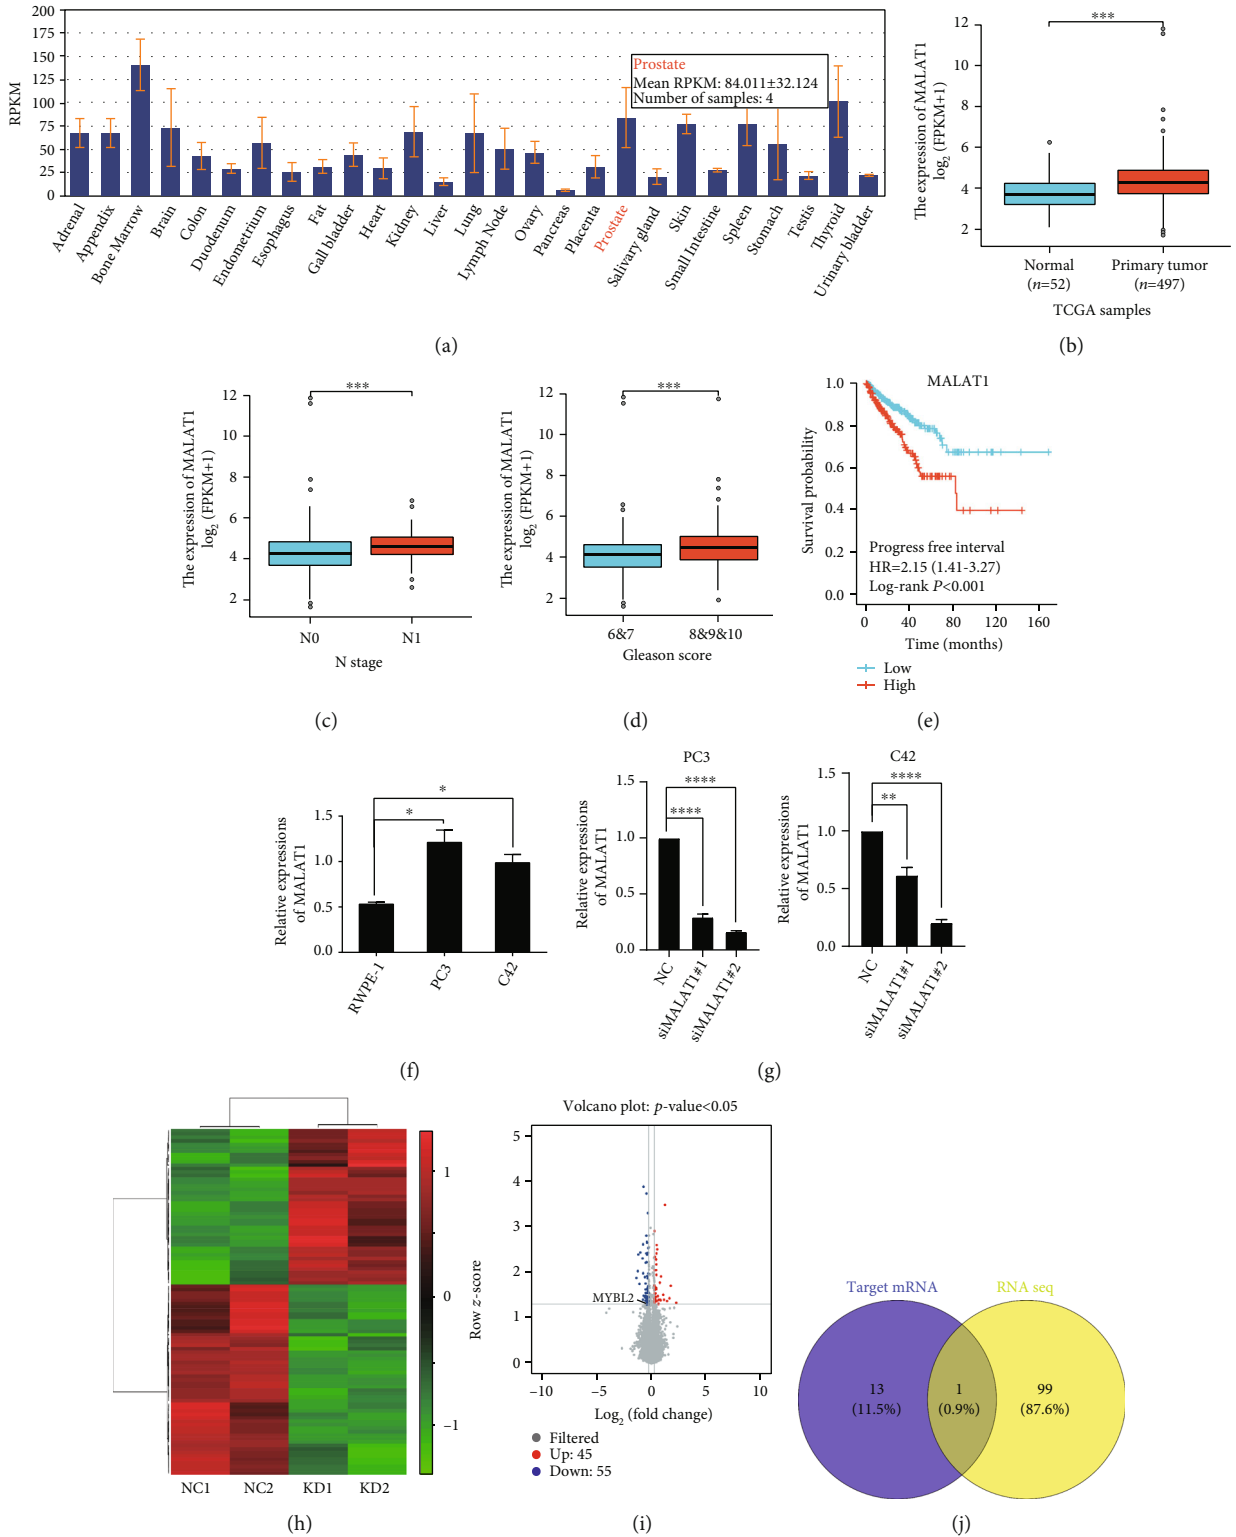 200
175
150
125
100
75
50
25
0
RPKM
Prostate
Mean RPKM: 84.011±32.124
Number of samples: 4
Adrenal
Appendix
Bone Marrow
Brain
Colon
Duodenum
Endometrium
Esophagus
Fat
Gall bladder
Heart
Kidney
Liver
Lung
Lymph Node
Ovary
Pancreas
Placenta
Prostate
Salivary gland
Skin
Small Intestine
Spleen
Stomach
Testis
Thyroid
Urinary bladder
(a)
The expression of MALAT1
log2 (FPKM+1)
12
10
8
6
4
2
***
Normal
(n=52)
Primary tumor
(n=497)
TCGA samples
(b)
The expression of MALAT1
log2 (FPKM+1)
12
10
8
6
4
2
***
N0
N1
N stage
(c)
The expression of MALAT1
log2 (FPKM+1)
12
10
8
6
4
2
***
6&7
8&9&10
Gleason score
(d)
MALAT1
Survival probability
1.0
0.8
0.6
0.4
0.2
0.0
Progress free interval
HR=2.15 (1.41-3.27)
Log-rank P<0.001
0
40
80
120
160
Time (months)
Low
High
(e)
Relative expressions
of MALAT1
1.5
1.0
0.5
0.0
*
*
RWPE-1
PC3
C42
(f)
PC3
Relative expressions
of MALAT1
1.5
1.0
0.5
0.0
****
****
NC
siMALAT1#1
siMALAT1#2
C42
Relative expressions
of MALAT1
1.5
1.0
0.5
0.0
****
**
NC
siMALAT1#1
siMALAT1#2
(g)
1
0
−1
Row z-score
NC1
NC2
KD1
KD2
(h)
Volcano plot: p-value<0.05
5
4
3
2
1
0
MYBL2
−10
−5
0
5
10
Log2 (fold change)
Filtered
Up: 45
Down: 55
(i)
Target mRNA
RNA seq
13
(11.5%)
1
(0.9%)
99
(87.6%)
(j)